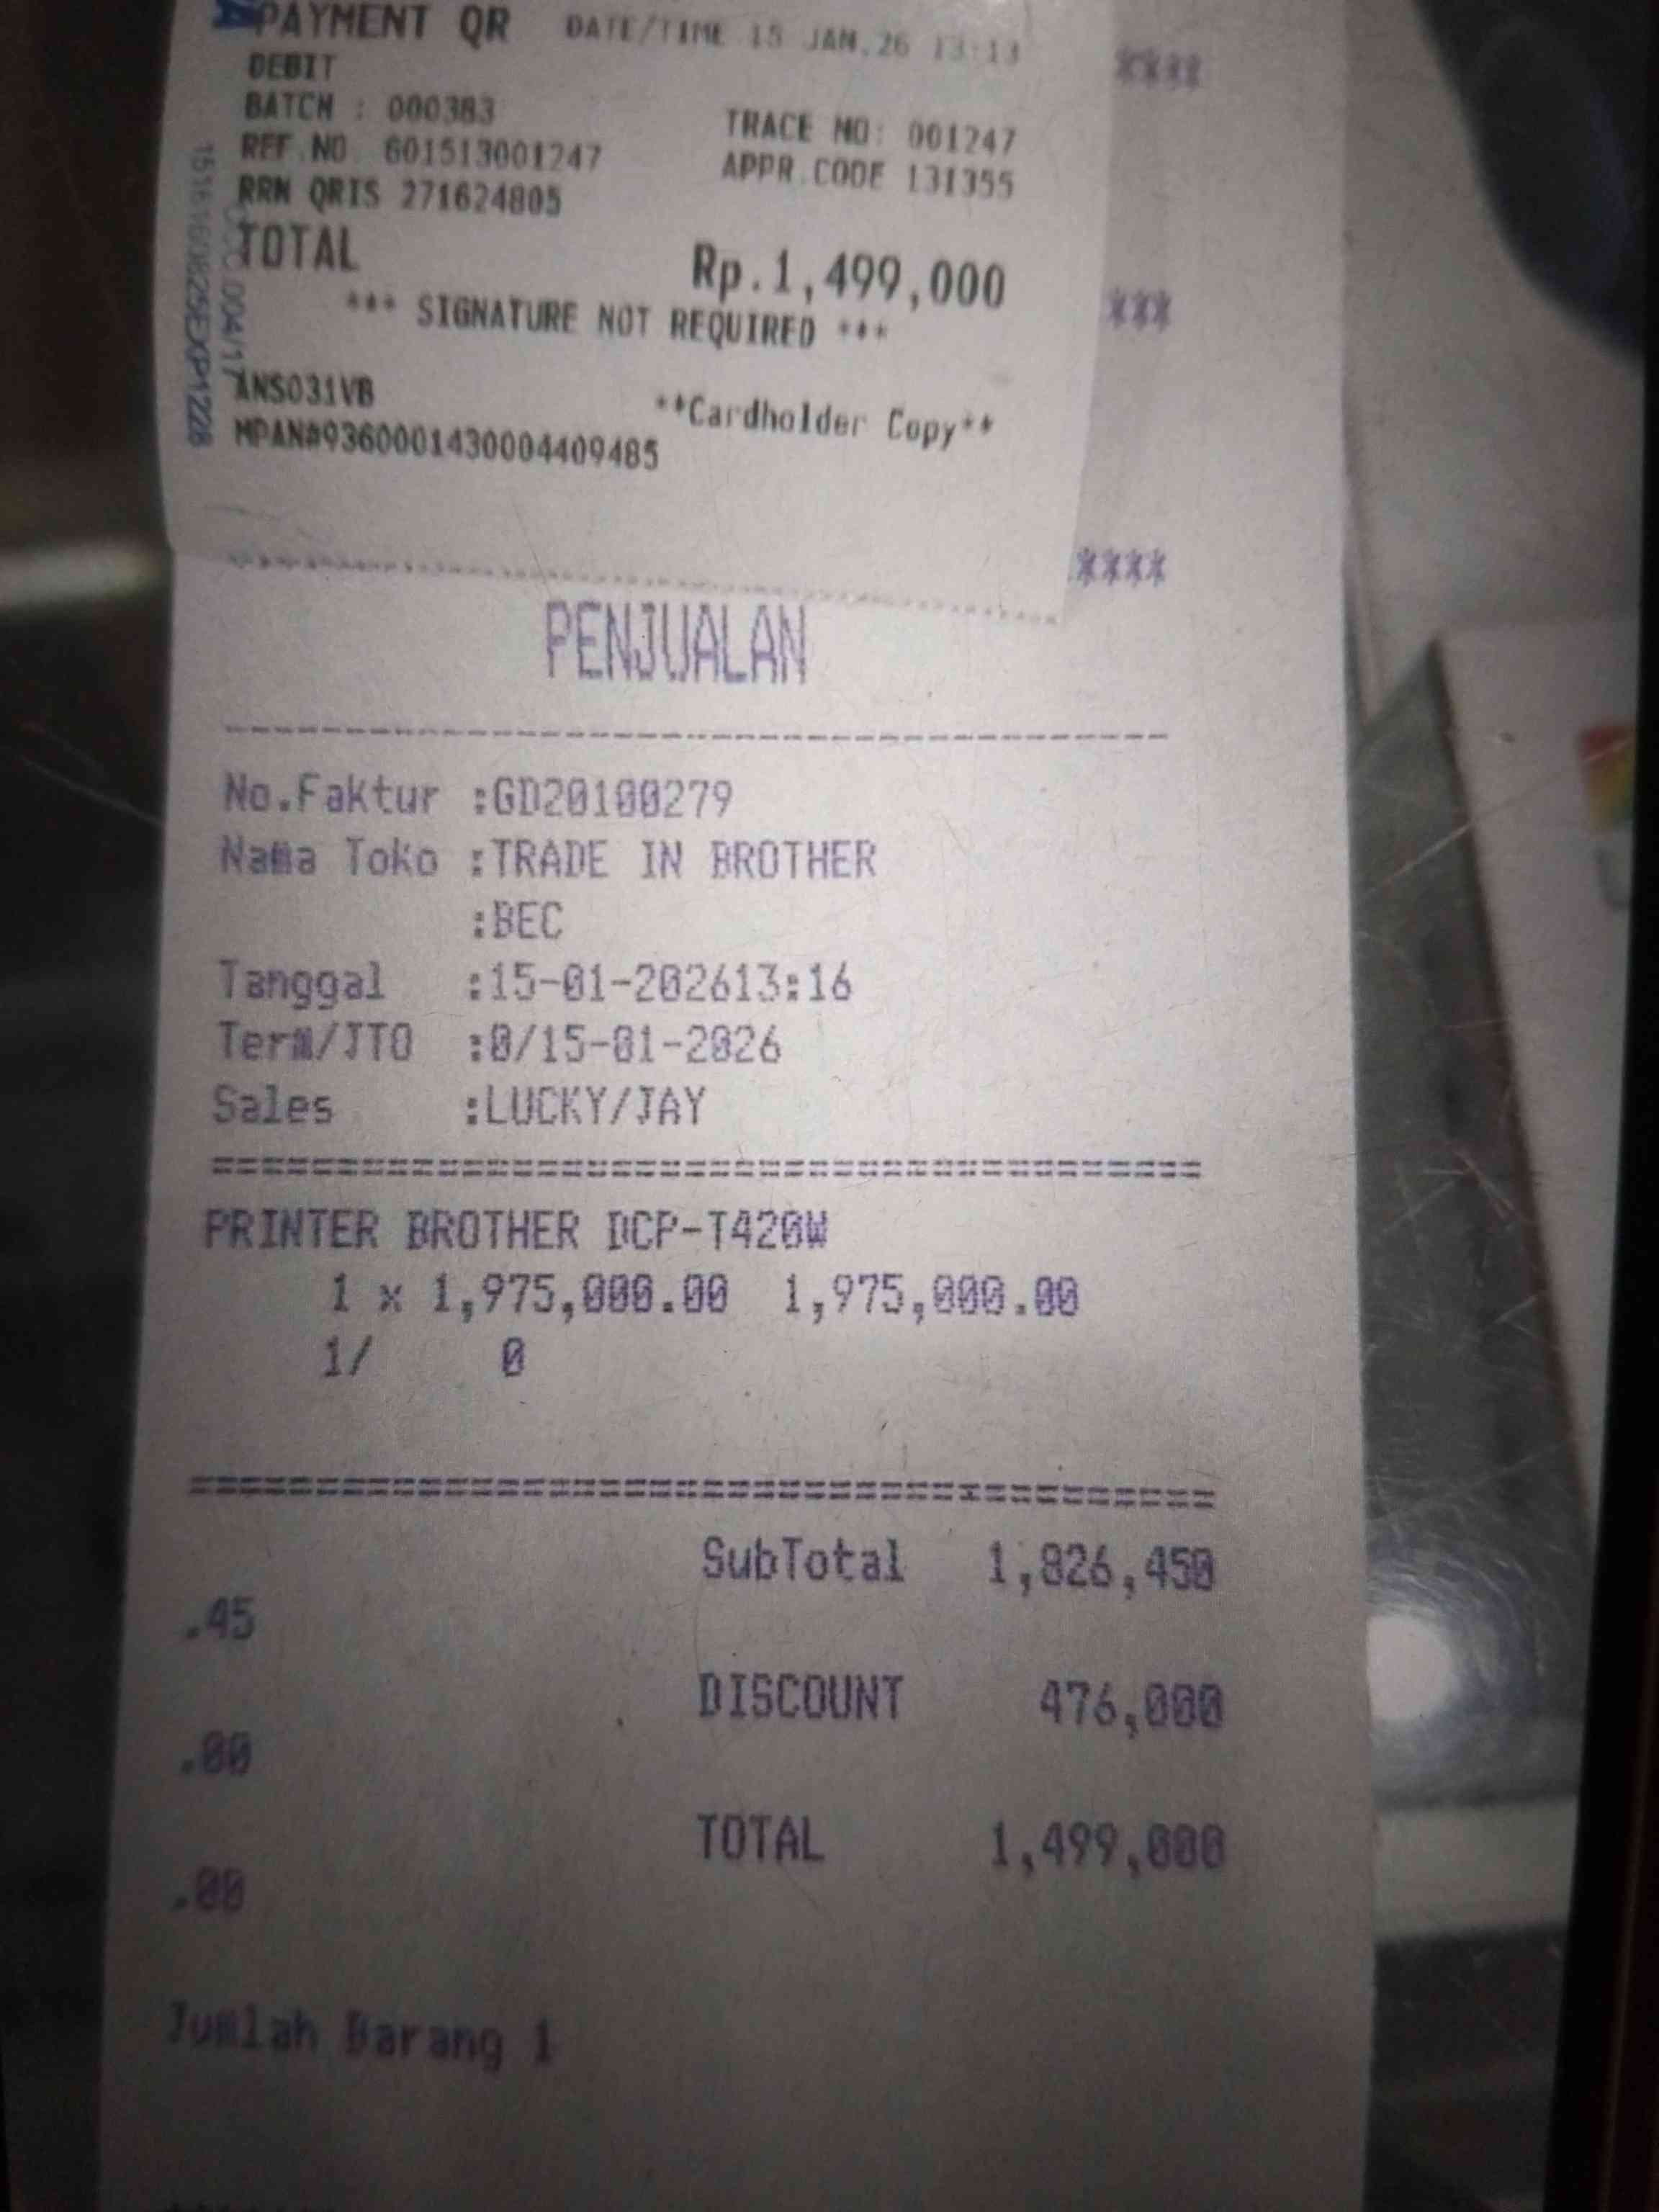 PAYMENT QR DATE/TIME 15 JAN,26 13:13
****
DEBIT
BATCH : 000383 TRACE NO: 001247
REF.NO. 601513001247 APPR.CODE 131355
RRN QRIS 271624805
TOTAL Rp.1,499,000
***
*** SIGNATURE NOT REQUIRED ***
ANS031VB **Cardholder Copy**
MPAN#9360001430004409485
****
PENJUALAN
No.Faktur :GD20100279
Nama Toko :TRADE IN BROTHER
:BEC
Tanggal :15-01-202613:16
Term/JTO :0/15-01-2026
Sales :LUCKY/JAY
PRINTER BROTHER DCP-T420W
1 x 1,975,000.00 1,975,000.00
1/ 0
SubTotal 1,826,450
.45
DISCOUNT 476,000
.00
TOTAL 1,499,000
.00
Jumlah Barang 1